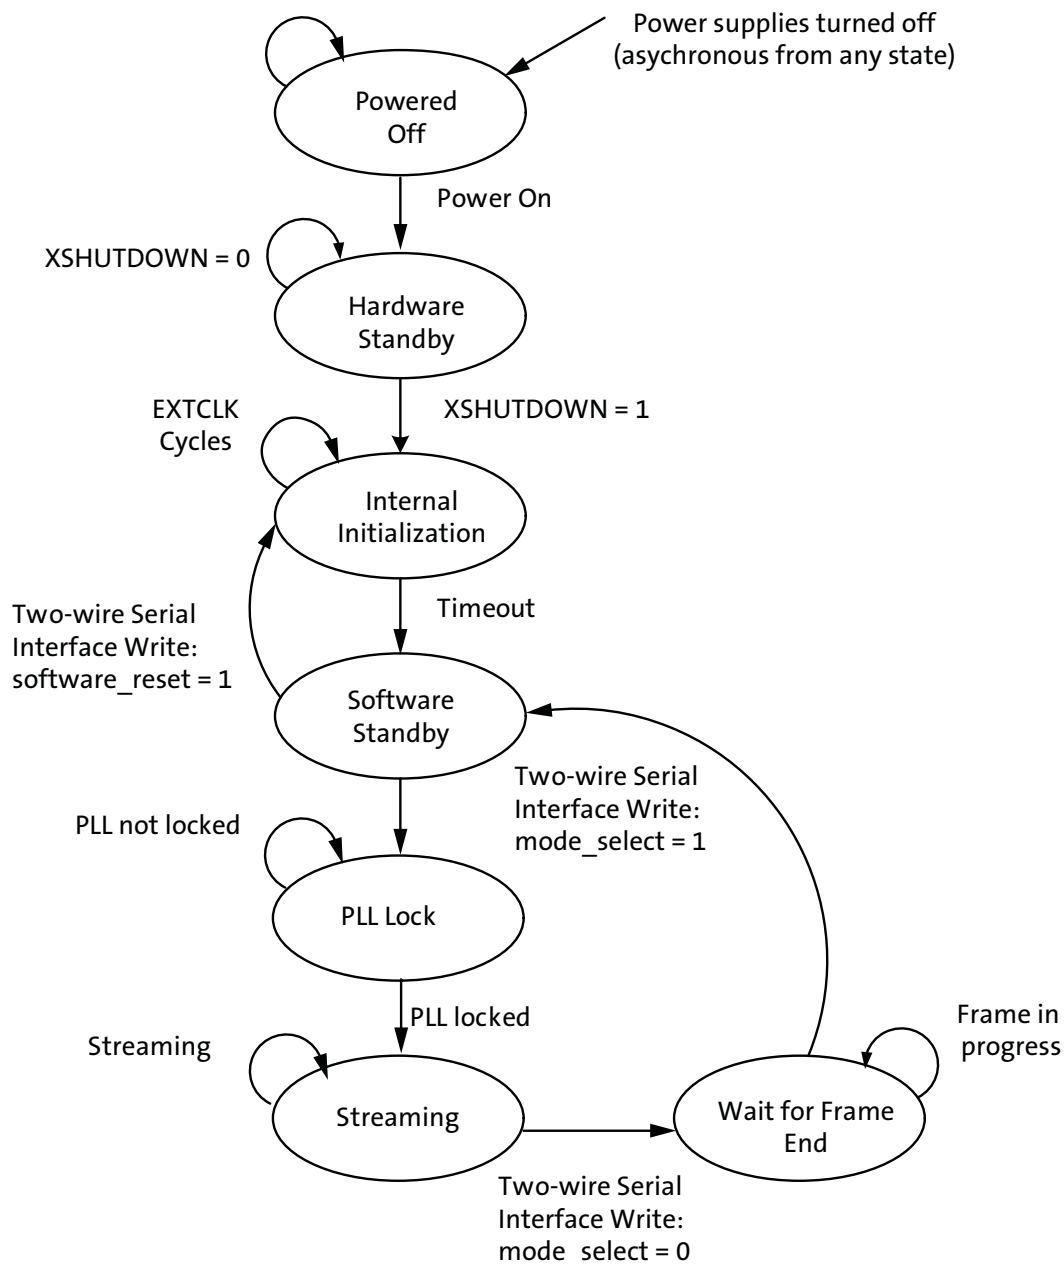 Power supplies turned off
(asychronous from any state)
Powered
Off
Power On
XSHUTDOWN = 0
Hardware
Standby
EXTCLK
Cycles
XSHUTDOWN = 1
Internal
Initialization
Two-wire Serial
Interface Write:
software_reset = 1
Timeout
Software
Standby
Two-wire Serial
Interface Write:
mode_select = 1
PLL not locked
PLL Lock
PLL locked
Streaming
Streaming
Frame in
progress
Wait for Frame
End
Two-wire Serial
Interface Write:
mode select = 0